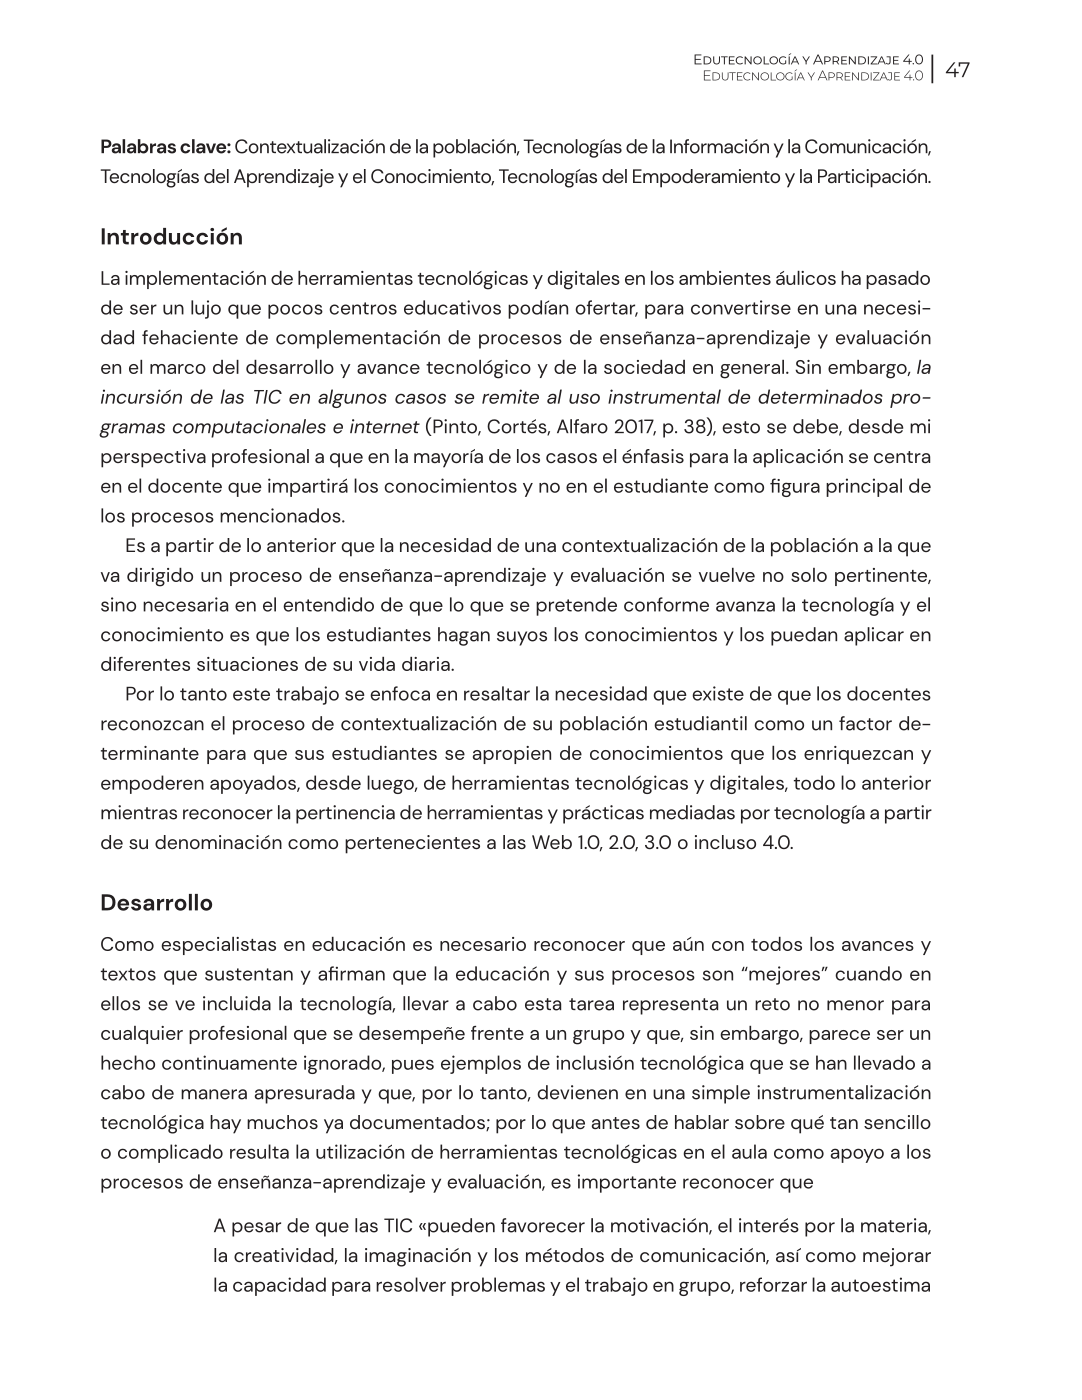 Edutecnología y Aprendizaje 4.0
Edutecnología y Aprendizaje 4.0
47
Palabras clave: Contextualización de la población, Tecnologías de la Información y la Comunicación,
Tecnologías del Aprendizaje y el Conocimiento, Tecnologías del Empoderamiento y la Participación.
Introducción
La implementación de herramientas tecnológicas y digitales en los ambientes áulicos ha pasado
de ser un lujo que pocos centros educativos podían ofertar, para convertirse en una necesi-
dad fehaciente de complementación de procesos de enseñanza-aprendizaje y evaluación
en el marco del desarrollo y avance tecnológico y de la sociedad en general. Sin embargo, la
incursión de las TIC en algunos casos se remite al uso instrumental de determinados pro-
gramas computacionales e internet (Pinto, Cortés, Alfaro 2017, p. 38), esto se debe, desde mi
perspectiva profesional a que en la mayoría de los casos el énfasis para la aplicación se centra
en el docente que impartirá los conocimientos y no en el estudiante como figura principal de
los procesos mencionados.
Es a partir de lo anterior que la necesidad de una contextualización de la población a la que
va dirigido un proceso de enseñanza-aprendizaje y evaluación se vuelve no solo pertinente,
sino necesaria en el entendido de que lo que se pretende conforme avanza la tecnología y el
conocimiento es que los estudiantes hagan suyos los conocimientos y los puedan aplicar en
diferentes situaciones de su vida diaria.
Por lo tanto este trabajo se enfoca en resaltar la necesidad que existe de que los docentes
reconozcan el proceso de contextualización de su población estudiantil como un factor de-
terminante para que sus estudiantes se apropien de conocimientos que los enriquezcan y
empoderen apoyados, desde luego, de herramientas tecnológicas y digitales, todo lo anterior
mientras reconocer la pertinencia de herramientas y prácticas mediadas por tecnología a partir
de su denominación como pertenecientes a las Web 1.0, 2.0, 3.0 o incluso 4.0.
Desarrollo
Como especialistas en educación es necesario reconocer que aún con todos los avances y
textos que sustentan y afirman que la educación y sus procesos son “mejores” cuando en
ellos se ve incluida la tecnología, llevar a cabo esta tarea representa un reto no menor para
cualquier profesional que se desempeñe frente a un grupo y que, sin embargo, parece ser un
hecho continuamente ignorado, pues ejemplos de inclusión tecnológica que se han llevado a
cabo de manera apresurada y que, por lo tanto, devienen en una simple instrumentalización
tecnológica hay muchos ya documentados; por lo que antes de hablar sobre qué tan sencillo
o complicado resulta la utilización de herramientas tecnológicas en el aula como apoyo a los
procesos de enseñanza-aprendizaje y evaluación, es importante reconocer que
A pesar de que las TIC «pueden favorecer la motivación, el interés por la materia,
la creatividad, la imaginación y los métodos de comunicación, así como mejorar
la capacidad para resolver problemas y el trabajo en grupo, reforzar la autoestima